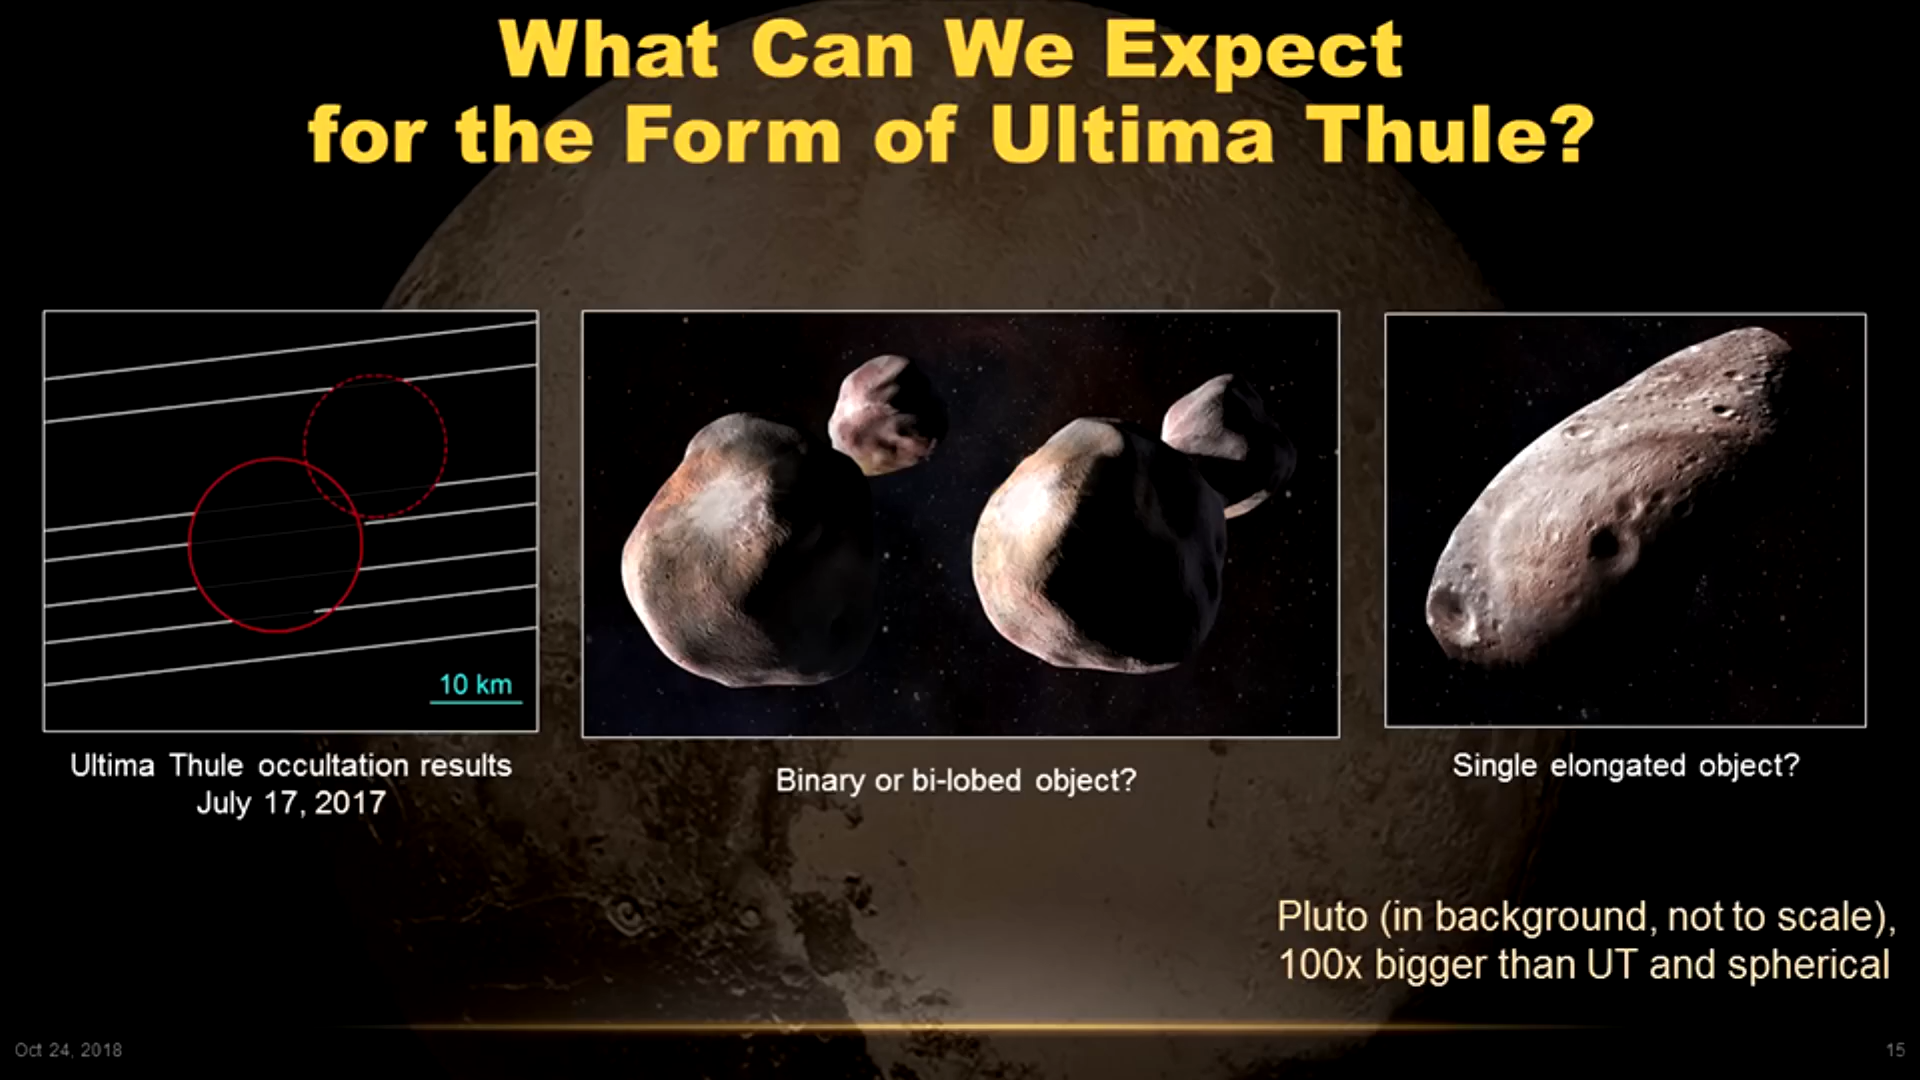 What Can We Expect
for the Form of Ultima Thule?
10 km
Ultima Thule occultation results
July 17, 2017
Binary or bi-lobed object?
Single elongated object?
Pluto (in background, not to scale),
100x bigger than UT and spherical
Oct 24, 2018
15